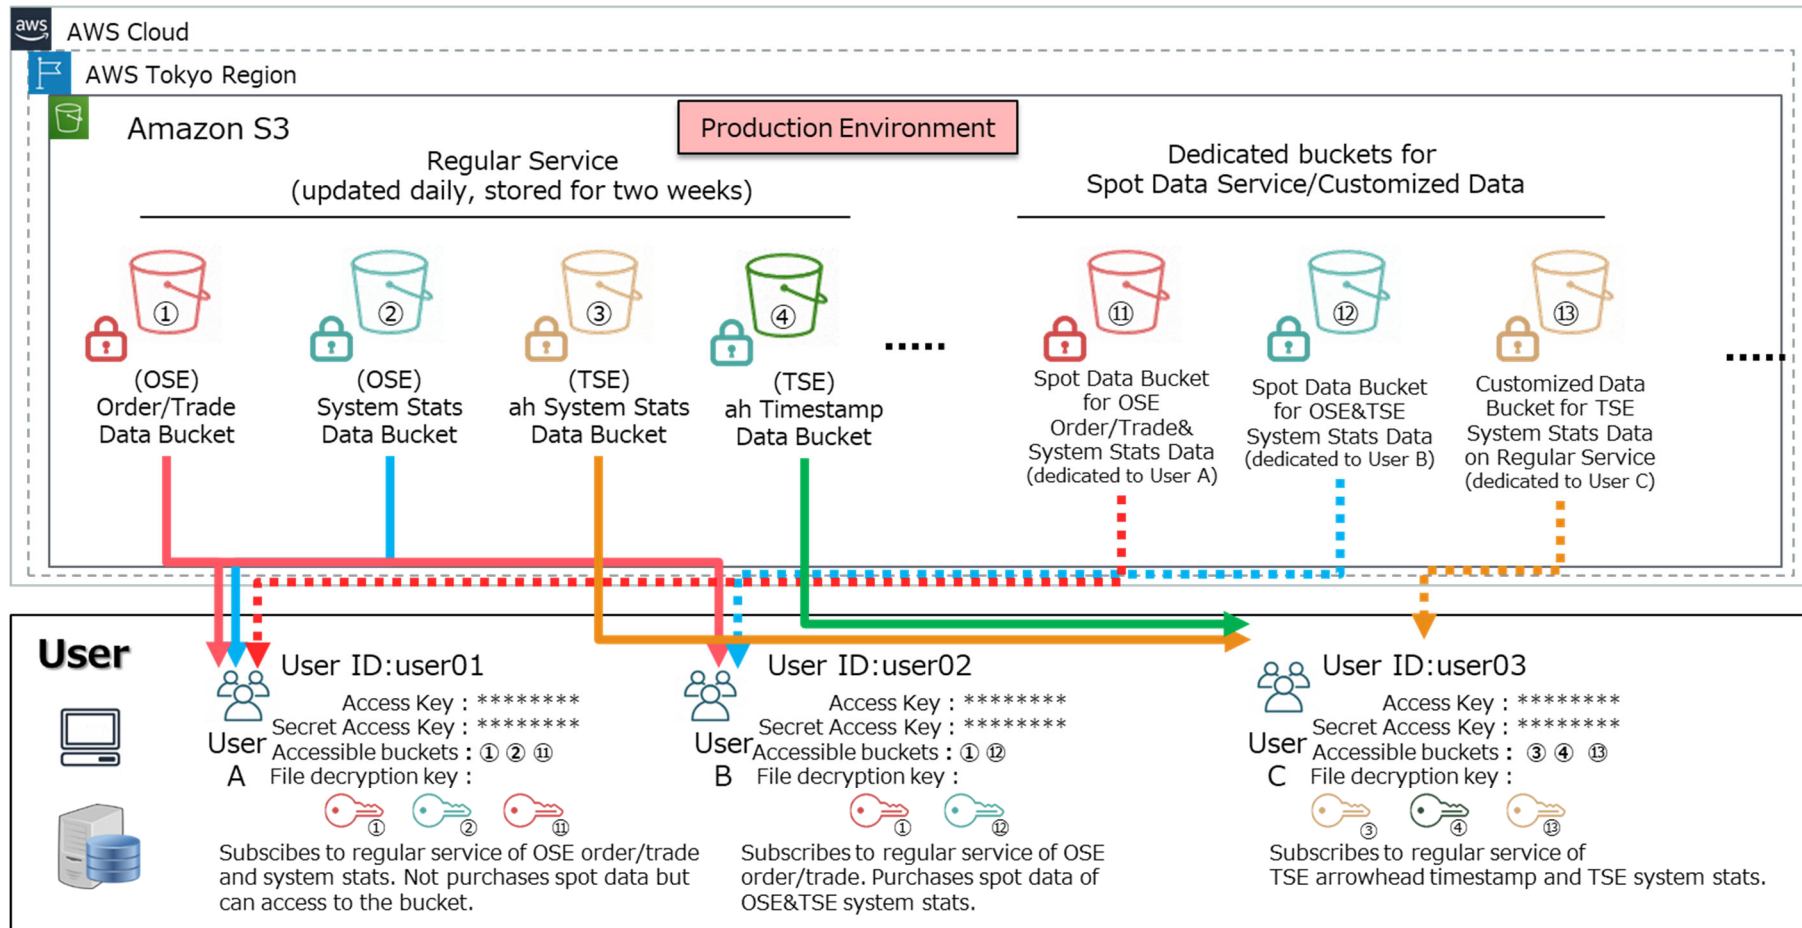 aws
AWS Cloud
AWS Tokyo Region
Amazon S3
Production Environment
Regular Service
(updated daily, stored for two weeks)
Dedicated buckets for
Spot Data Service/Customized Data
①
②
③
④
.....
⑪
⑫
⑬
.....
(OSE)
Order/Trade
Data Bucket
(OSE)
System Stats
Data Bucket
(TSE)
ah System Stats
Data Bucket
(TSE)
ah Timestamp
Data Bucket
Spot Data Bucket
for OSE
Order/Trade&
System Stats Data
(dedicated to User A)
Spot Data Bucket
for OSE&TSE
System Stats Data
(dedicated to User B)
Customized Data
Bucket for TSE
System Stats Data
on Regular Service
(dedicated to User C)
User
User ID:user01
Access Key : ********
Secret Access Key : ********
User
A
Accessible buckets : ① ② ⑪
File decryption key :
①
②
⑪
Subscibes to regular service of OSE order/trade
and system stats. Not purchases spot data but
can access to the bucket.
User ID:user02
Access Key : ********
Secret Access Key : ********
User
B
Accessible buckets : ① ⑫
File decryption key :
①
⑫
Subscribes to regular service of OSE
order/trade. Purchases spot data of
OSE&TSE system stats.
User ID:user03
Access Key : ********
Secret Access Key : ********
User
C
Accessible buckets : ③ ④ ⑬
File decryption key :
③
④
⑬
Subscribes to regular service of
TSE arrowhead timestamp and TSE system stats.